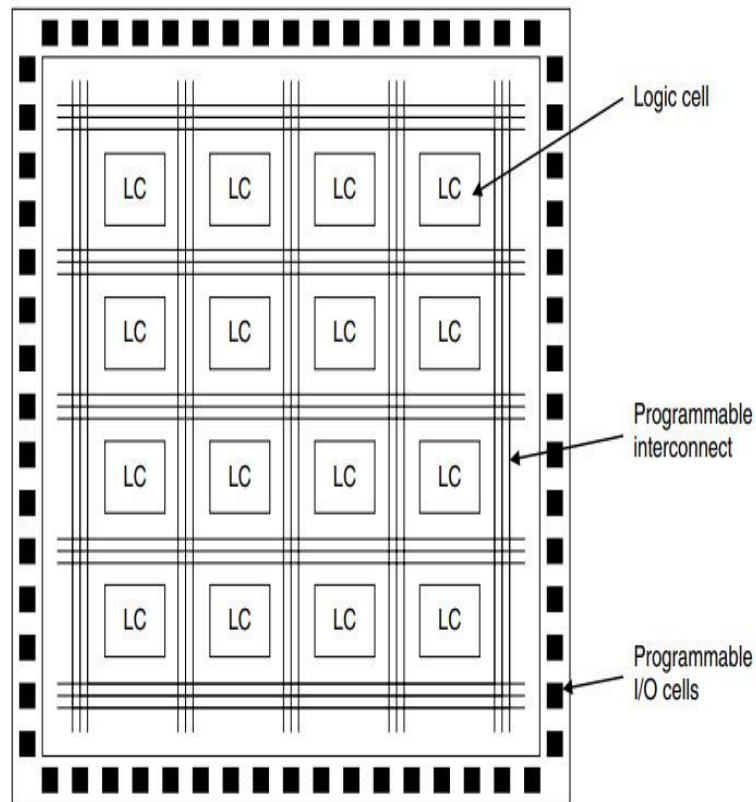 Logic cell
LC LC LC LC
LC LC LC LC
Programmable
interconnect
LC LC LC LC
LC LC LC LC
Programmable
I/O cells